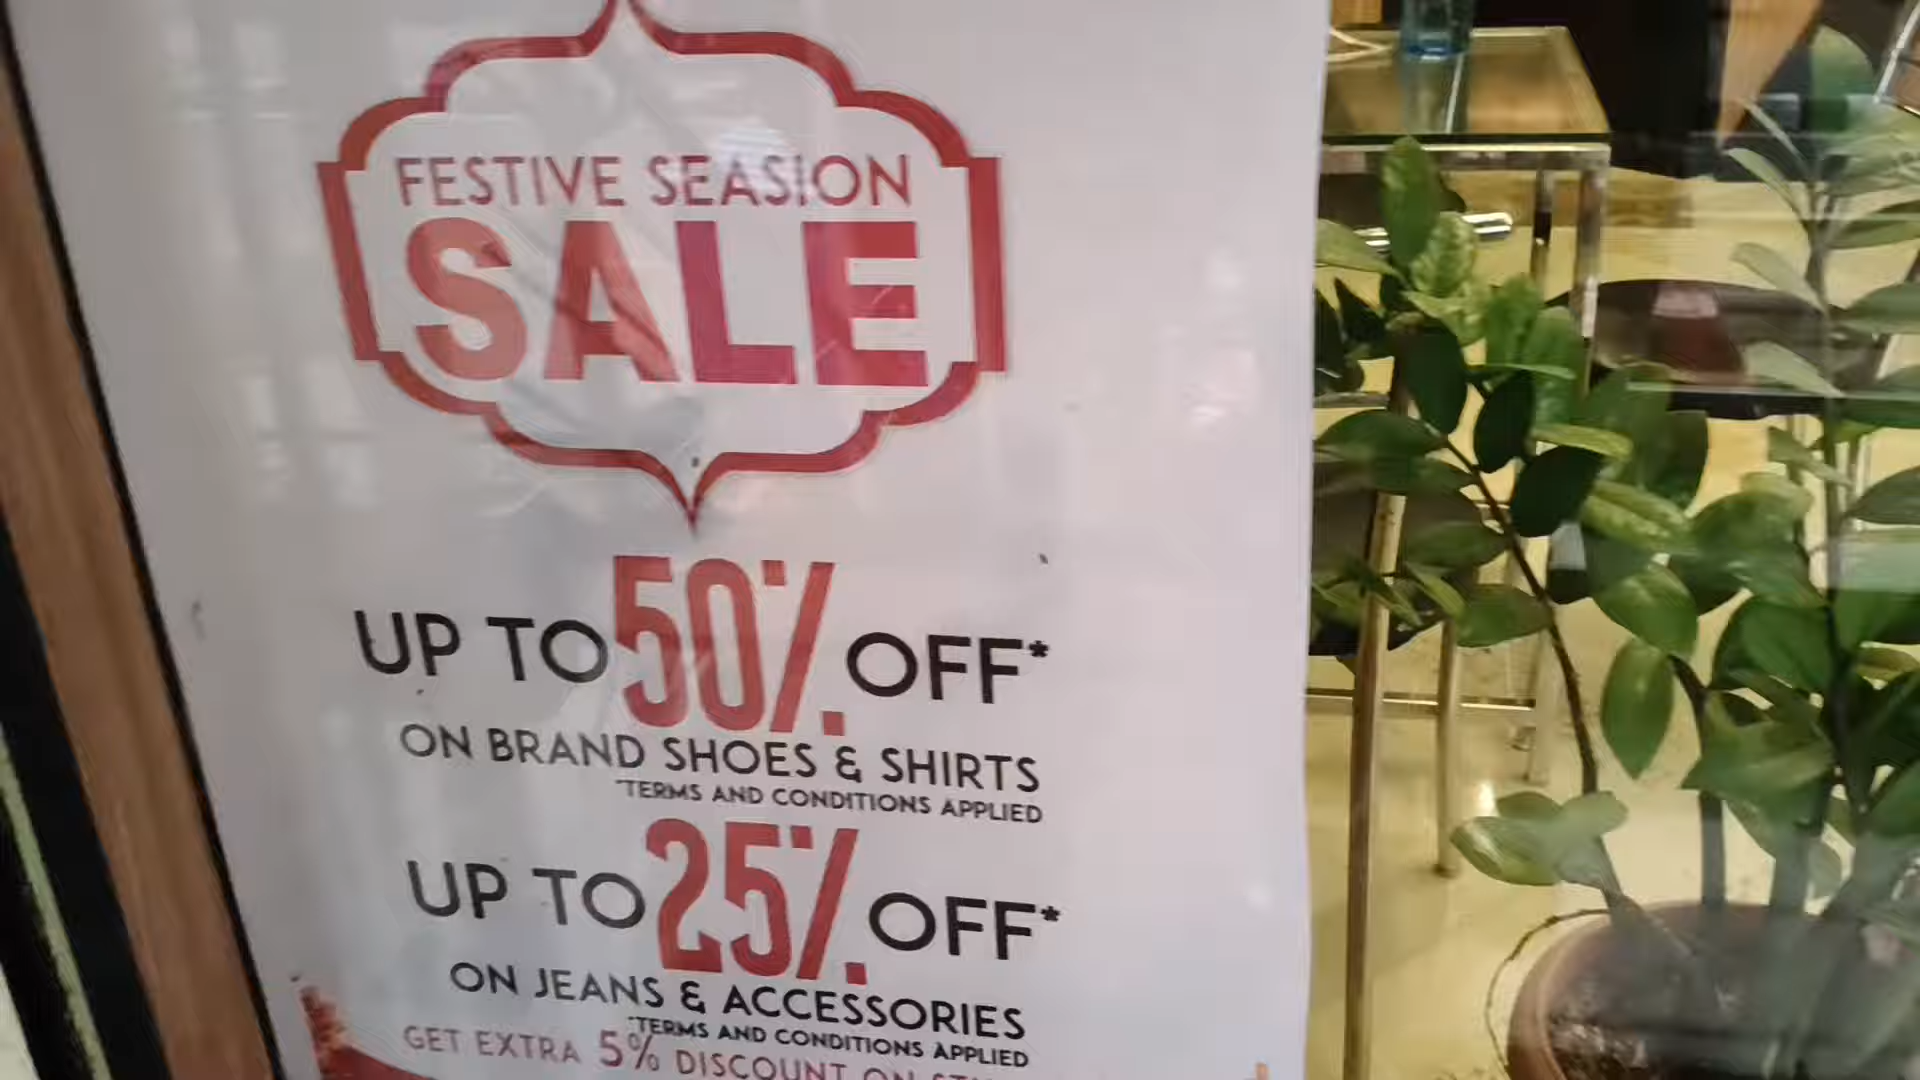 FESTIVE SEASION
SALE
UP TO 50% OFF*
ON BRAND SHOES & SHIRTS
*TERMS AND CONDITIONS APPLIED
UP TO 25% OFF*
ON JEANS & ACCESSORIES
*TERMS AND CONDITIONS APPLIED
GET EXTRA 5% DISCOUNT ON